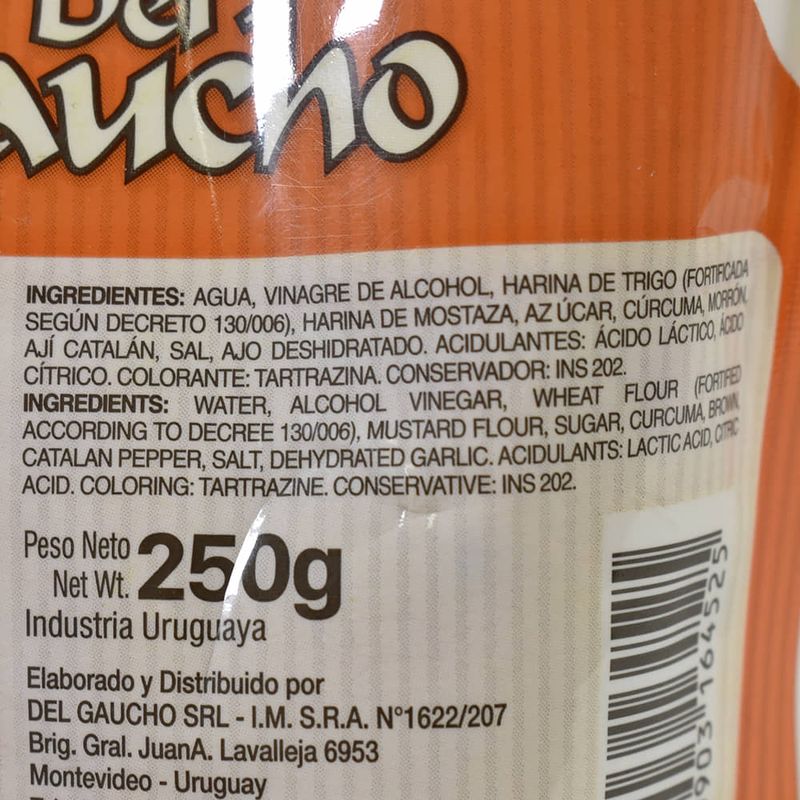 Del
AUCHO
INGREDIENTES: AGUA, VINAGRE DE ALCOHOL, HARINA DE TRIGO (FORTIFICADA
SEGÚN DECRETO 130/006), HARINA DE MOSTAZA, AZ ÚCAR, CÚRCUMA, MORRÓN,
AJÍ CATALÁN, SAL, AJO DESHIDRATADO. ACIDULANTES: ÁCIDO LÁCTICO, ÁCIDO
CÍTRICO. COLORANTE: TARTRAZINA. CONSERVADOR: INS 202.
INGREDIENTS: WATER, ALCOHOL VINEGAR, WHEAT FLOUR (FORTIFIED
ACCORDING TO DECREE 130/006), MUSTARD FLOUR, SUGAR, CURCUMA, BROWN,
CATALAN PEPPER, SALT, DEHYDRATED GARLIC. ACIDULANTS: LACTIC ACID, CITRIC
ACID. COLORING: TARTRAZINE. CONSERVATIVE: INS 202.
Peso Neto
Net Wt. 250g
Industria Uruguaya
Elaborado y Distribuido por
DEL GAUCHO SRL - I.M. S.R.A. N°1622/207
Brig. Gral. JuanA. Lavalleja 6953
Montevideo - Uruguay
903 164525